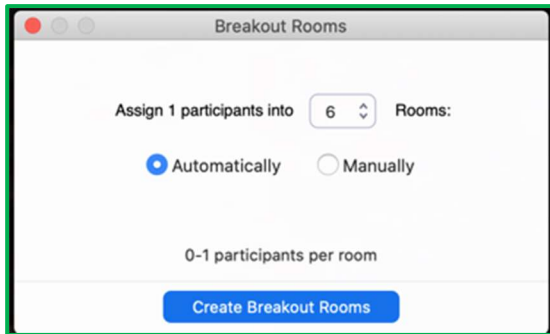 Breakout Rooms
Assign 1 participants into 6 Rooms:
Automatically Manually
0-1 participants per room
Create Breakout Rooms